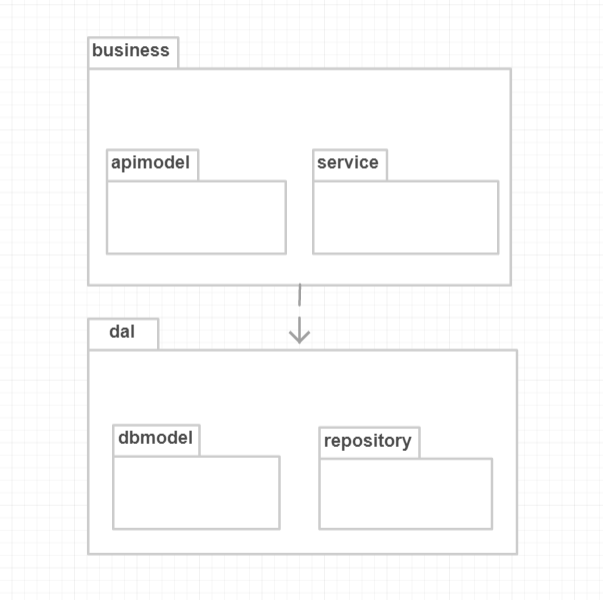 business
apimodel
service
dal
dbmodel
repository